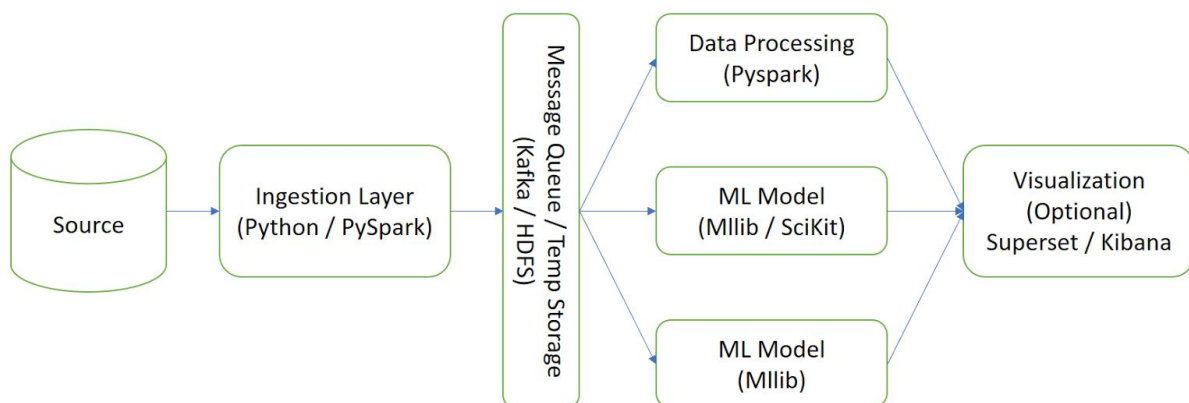 Source
Ingestion Layer
(Python / PySpark)
Message Queue / Temp Storage
(Kafka / HDFS)
Data Processing
(Pyspark)
ML Model
(Mllib / SciKit)
ML Model
(Mllib)
Visualization
(Optional)
Superset / Kibana